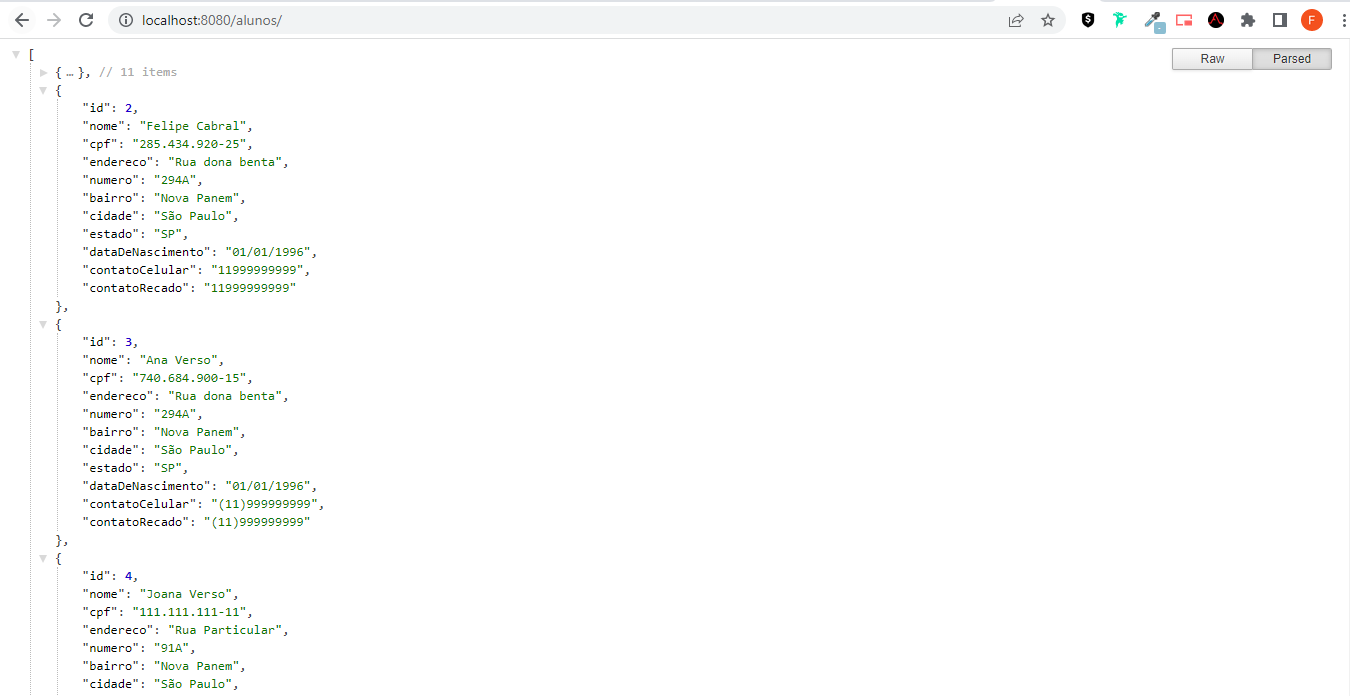 localhost:8080/alunos/
F
Raw
Parsed
[
{ … }, // 11 items
{
"id": 2,
"nome": "Felipe Cabral",
"cpf": "285.434.920-25",
"endereco": "Rua dona benta",
"numero": "294A",
"bairro": "Nova Panem",
"cidade": "São Paulo",
"estado": "SP",
"dataDeNascimento": "01/01/1996",
"contatoCelular": "11999999999",
"contatoRecado": "11999999999"
},
{
"id": 3,
"nome": "Ana Verso",
"cpf": "740.684.900-15",
"endereco": "Rua dona benta",
"numero": "294A",
"bairro": "Nova Panem",
"cidade": "São Paulo",
"estado": "SP",
"dataDeNascimento": "01/01/1996",
"contatoCelular": "(11)999999999",
"contatoRecado": "(11)999999999"
},
{
"id": 4,
"nome": "Joana Verso",
"cpf": "111.111.111-11",
"endereco": "Rua Particular",
"numero": "91A",
"bairro": "Nova Panem",
"cidade": "São Paulo",